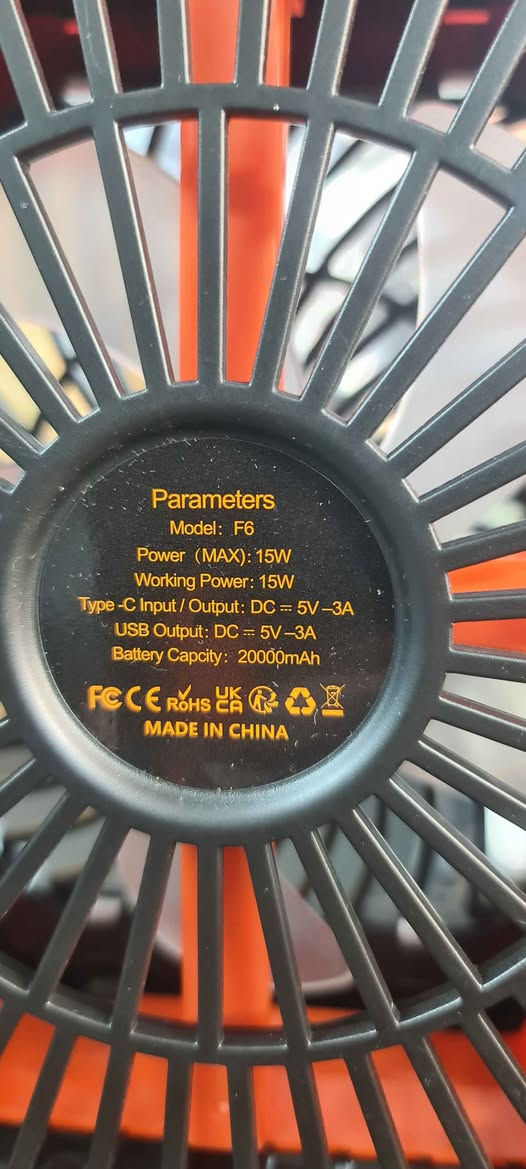 Parameters
Model: F6
Power (MAX): 15W
Working Power: 15W
Type -C Input / Output: DC ⎓ 5V –3A
USB Output: DC ⎓ 5V –3A
Battery Capcity: 20000mAh
FC CE RoHS UK CA
MADE IN CHINA